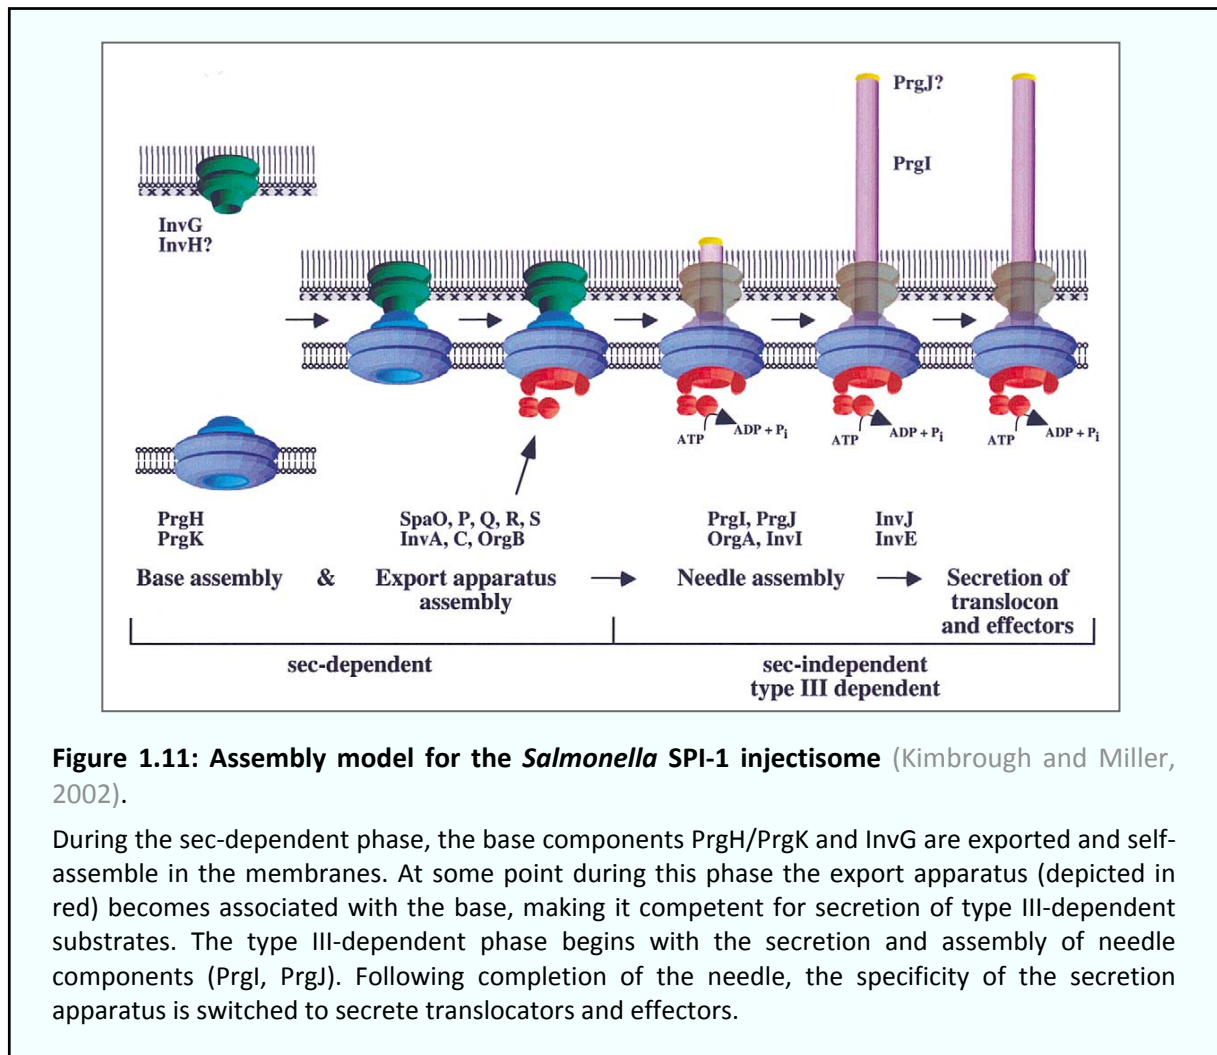 PrgJ?
PrgI
InvG
InvH?
ATP
ADP + Pi
ATP
ADP + Pi
ATP
ADP + Pi
PrgH
PrgK
SpaO, P, Q, R, S
InvA, C, OrgB
PrgI, PrgJ
OrgA, InvI
InvJ
InvE
Base assembly & Export apparatus assembly
Needle assembly
Secretion of translocon and effectors
sec-dependent
sec-independent
type III dependent
Figure 1.11: Assembly model for the Salmonella SPI-1 injectisome (Kimbrough and Miller,
2002).
During the sec-dependent phase, the base components PrgH/PrgK and InvG are exported and self-
assemble in the membranes. At some point during this phase the export apparatus (depicted in
red) becomes associated with the base, making it competent for secretion of type III-dependent
substrates. The type III-dependent phase begins with the secretion and assembly of needle
components (PrgI, PrgJ). Following completion of the needle, the specificity of the secretion
apparatus is switched to secrete translocators and effectors.